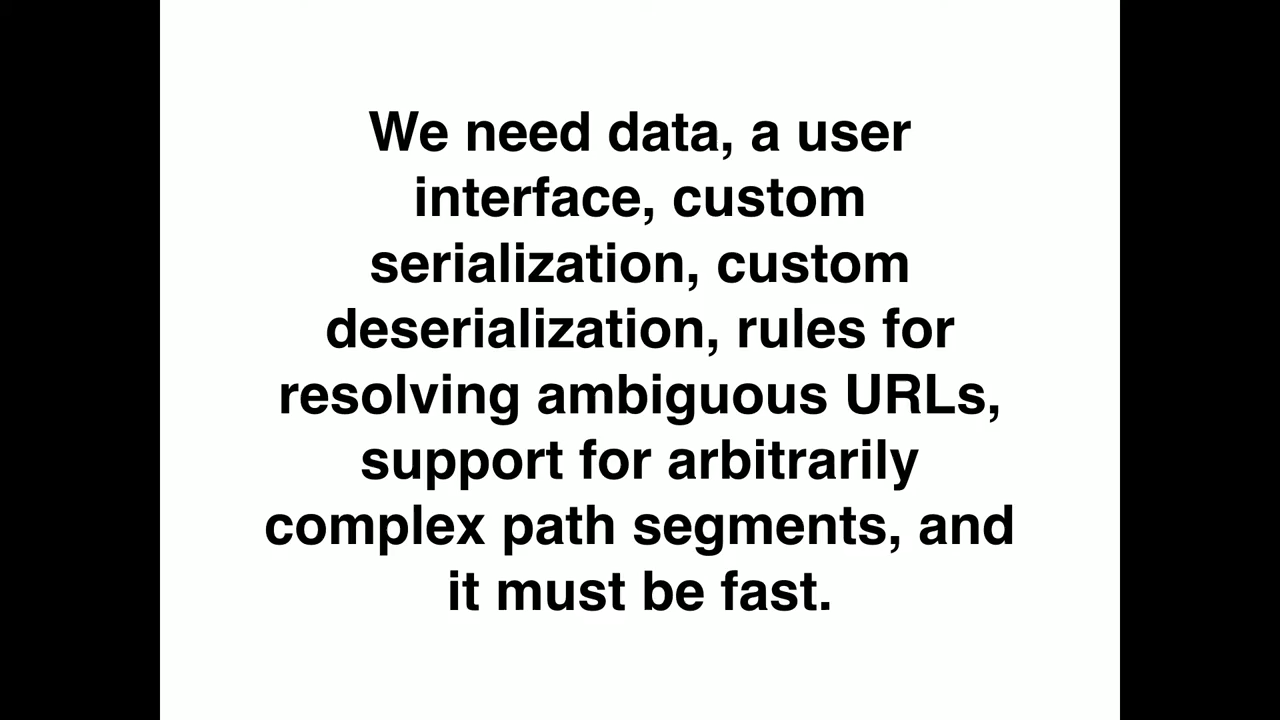 We need data, a user
interface, custom
serialization, custom
deserialization, rules for
resolving ambiguous URLs,
support for arbitrarily
complex path segments, and
it must be fast.